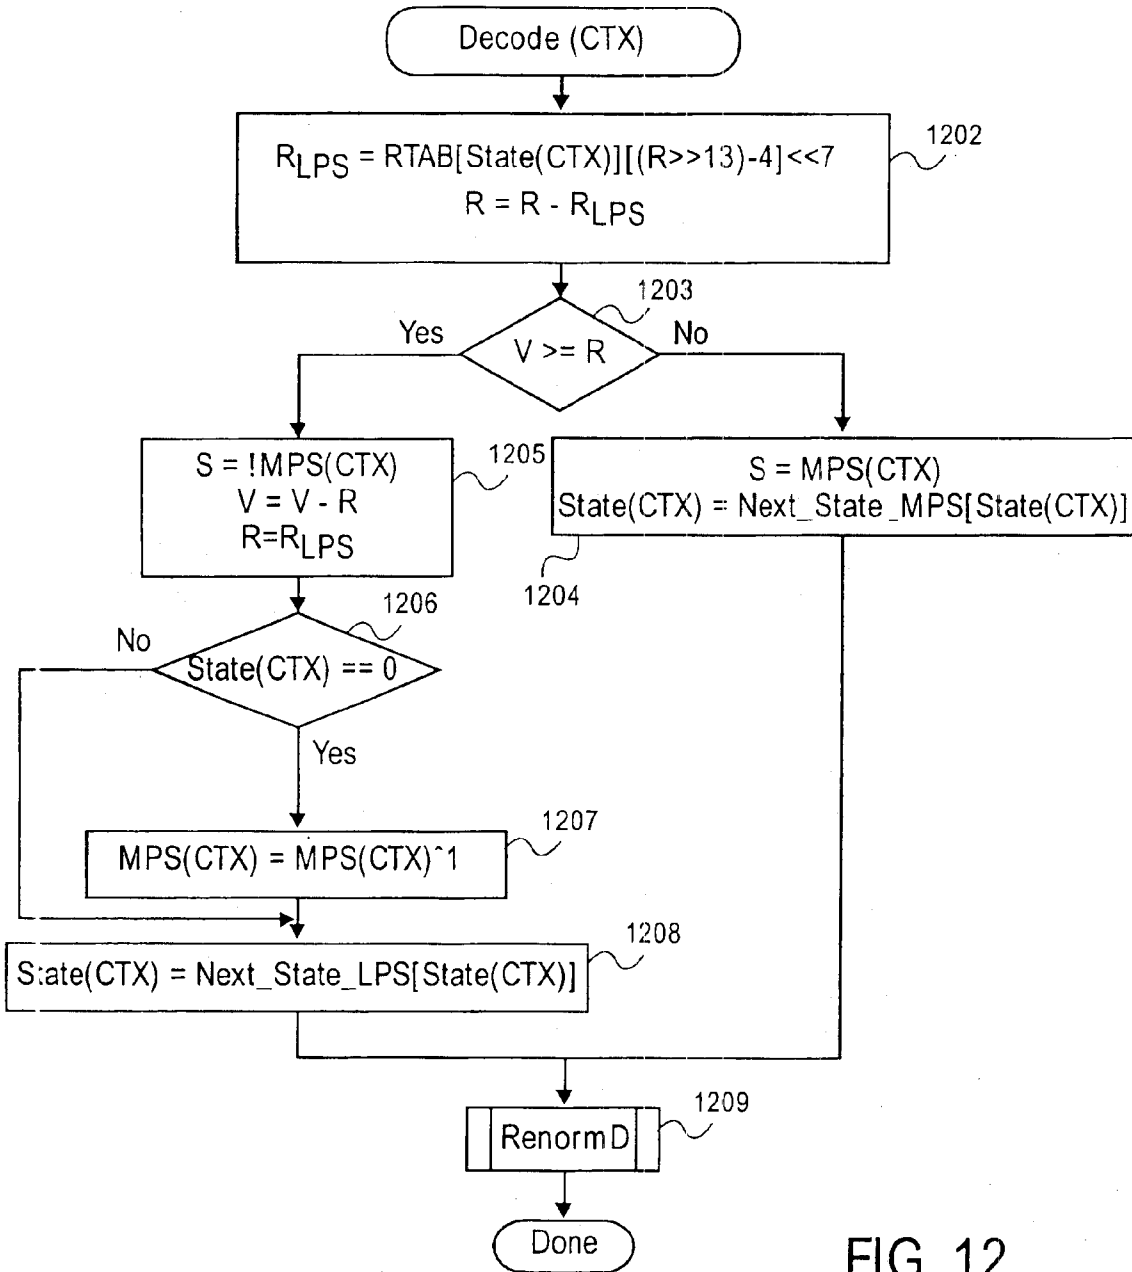 Decode (CTX)
1202
RLPS = RTAB[State(CTX)][(R>>13)-4]<<7
R = R - RLPS
1203
Yes
V >= R
No
S = !MPS(CTX)
V = V - R
R=RLPS
1205
S = MPS(CTX)
State(CTX) = Next_State_MPS[State(CTX)]
1204
1206
No
State(CTX) == 0
Yes
1207
MPS(CTX) = MPS(CTX)^1
1208
State(CTX) = Next_State_LPS[State(CTX)]
1209
RenormD
Done
FIG. 12